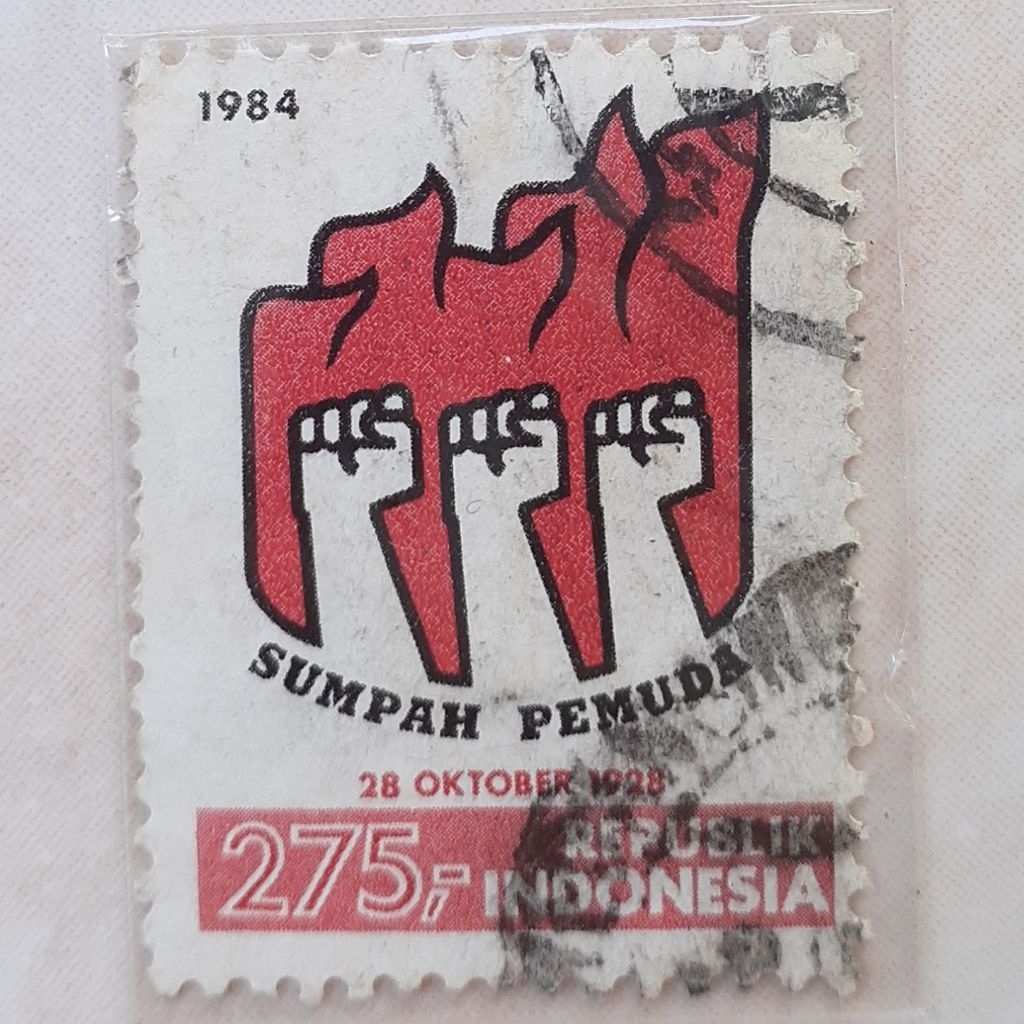 1984
SUMPAH PEMUDA
28 OKTOBER 1928
275,-
REPUBLIK
INDONESIA